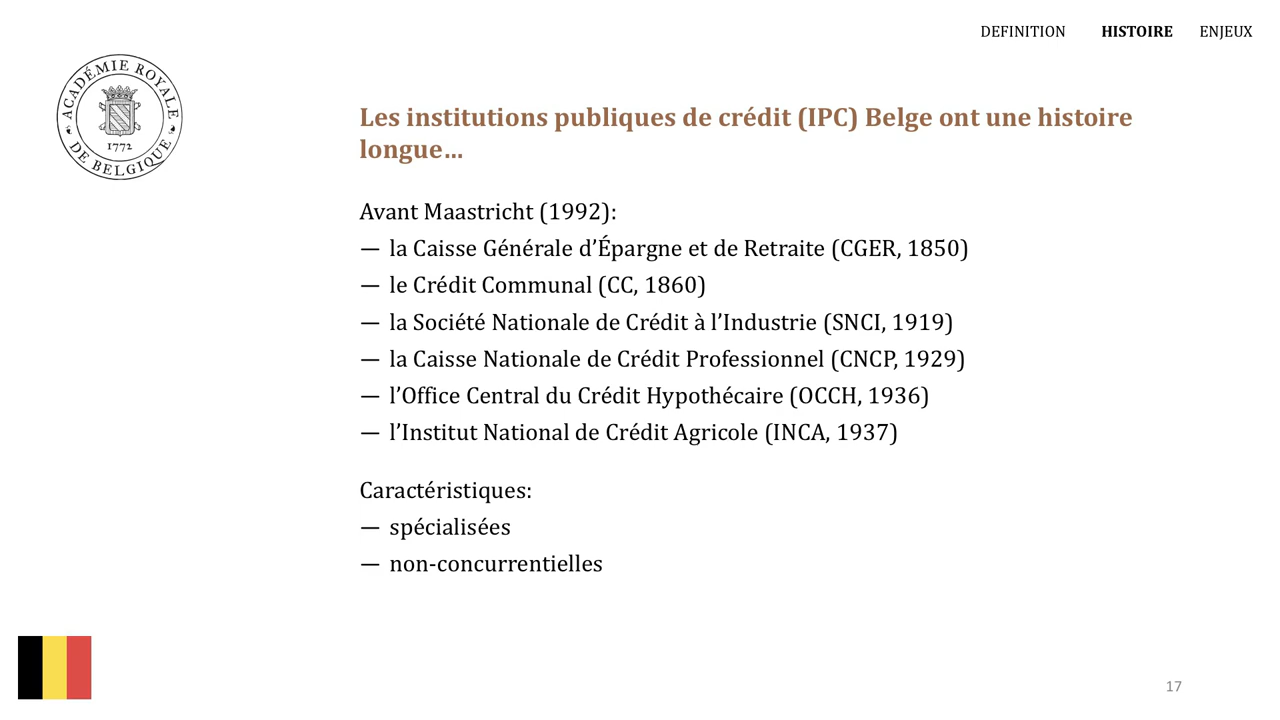 DEFINITION HISTOIRE ENJEUX
ACADÉMIE ROYALE
DE BELGIQUE
1772
Les institutions publiques de crédit (IPC) Belge ont une histoire
longue…
Avant Maastricht (1992):
— la Caisse Générale d’Épargne et de Retraite (CGER, 1850)
— le Crédit Communal (CC, 1860)
— la Société Nationale de Crédit à l’Industrie (SNCI, 1919)
— la Caisse Nationale de Crédit Professionnel (CNCP, 1929)
— l’Office Central du Crédit Hypothécaire (OCCH, 1936)
— l’Institut National de Crédit Agricole (INCA, 1937)
Caractéristiques:
— spécialisées
— non-concurrentielles
17